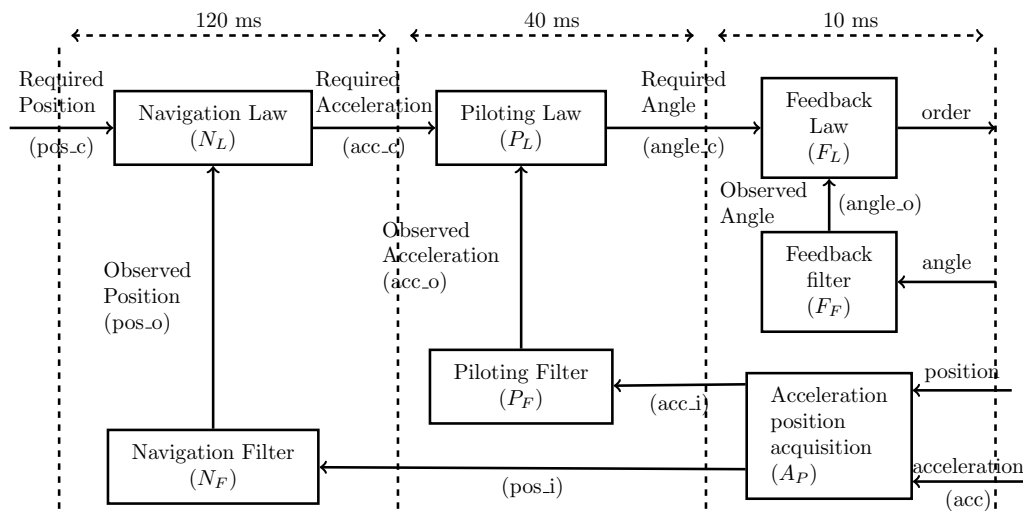 120 ms
40 ms
10 ms
Required
Position
(pos_c)
Navigation Law
(N_L)
Required
Acceleration
(acc_c)
Piloting Law
(P_L)
Required
Angle
(angle_c)
Feedback
Law
(F_L)
order
Observed
Angle
(angle_o)
Observed
Position
(pos_o)
Observed
Acceleration
(acc_o)
Feedback
filter
(F_F)
angle
Piloting Filter
(P_F)
(acc_i)
Acceleration
position
acquisition
(A_P)
position
Navigation Filter
(N_F)
(pos_i)
acceleration
(acc)